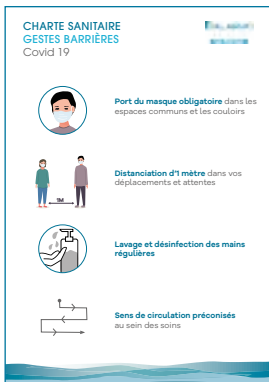 CHARTE SANITAIRE
GESTES BARRIÈRES
Covid 19
Port du masque obligatoire dans les
espaces communs et les couloirs
1M
Distanciation d'1 mètre dans vos
déplacements et attentes
Lavage et désinfection des mains
régulières
Sens de circulation préconisés
au sein des soins